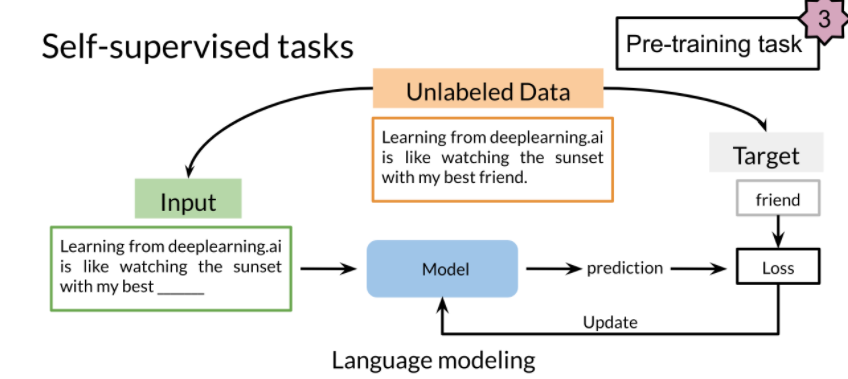 Self-supervised tasks
Pre-training task
3
Unlabeled Data
Learning from deeplearning.ai
is like watching the sunset
with my best friend.
Target
friend
Input
Learning from deeplearning.ai
is like watching the sunset
with my best _____
Model
prediction
Loss
Update
Language modeling